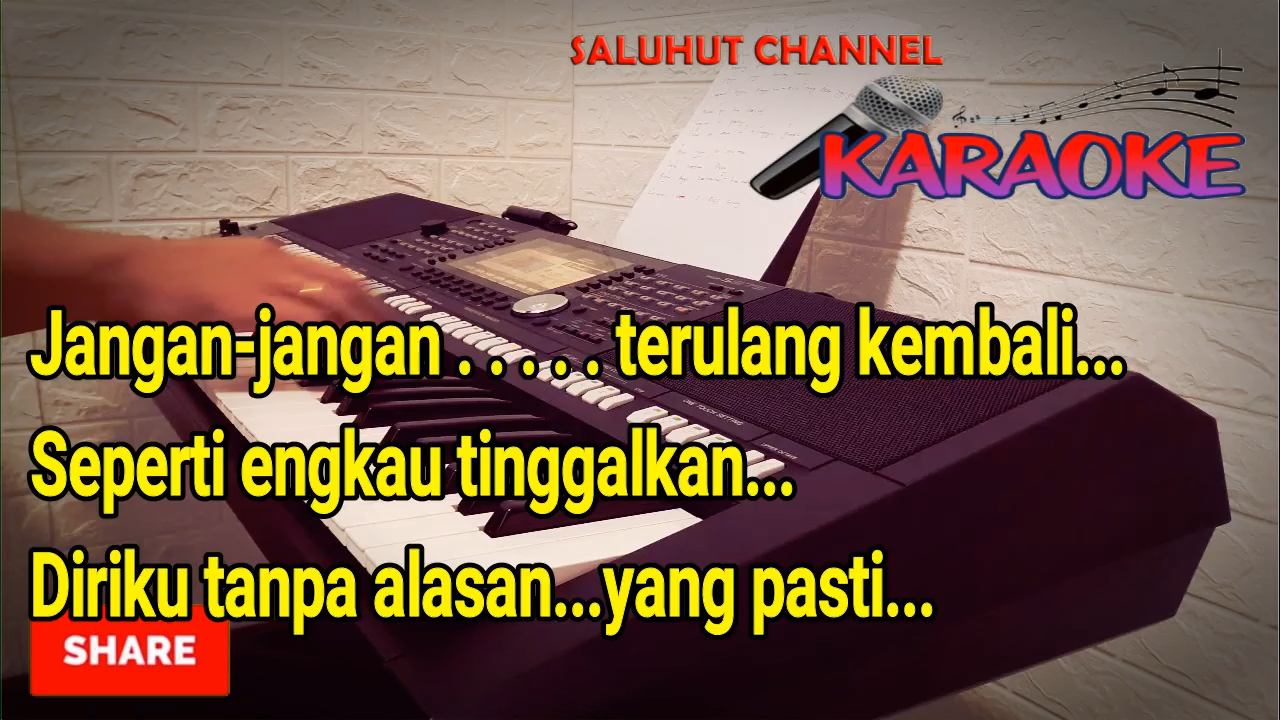 SALUHUT CHANNEL
KARAOKE
Jangan-jangan . . . . . terulang kembali...
Seperti engkau tinggalkan...
Diriku tanpa alasan...yang pasti...
SHARE